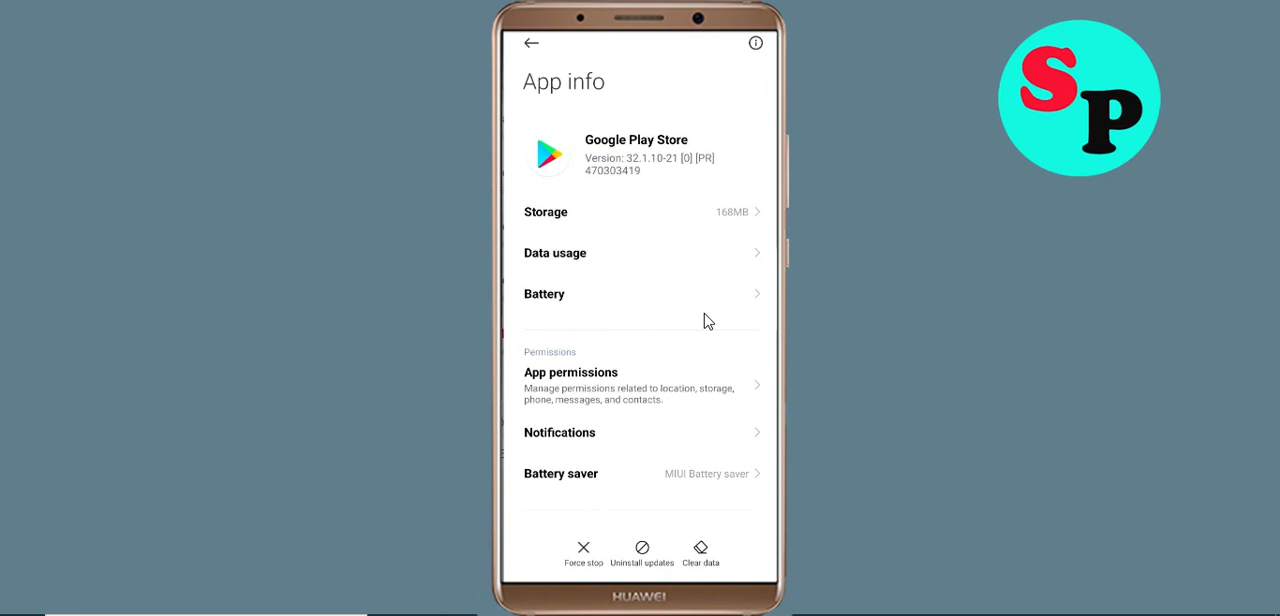 App info
Google Play Store
Version: 32.1.10-21 [0] [PR]
470303419
Storage 168MB
Data usage
Battery
Permissions
App permissions
Manage permissions related to location, storage,
phone, messages, and contacts.
Notifications
Battery saver MIUI Battery saver
Force stop Uninstall updates Clear data
HUAWEI
SP